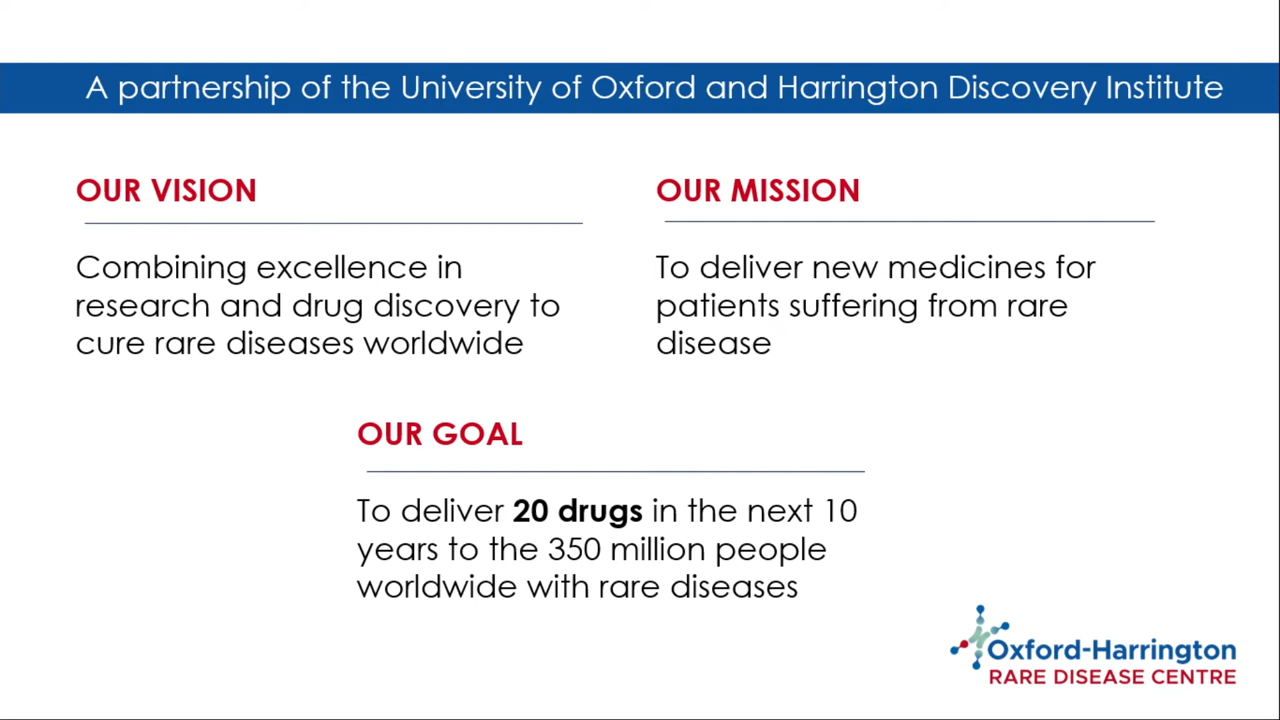 A partnership of the University of Oxford and Harrington Discovery Institute
OUR VISION
Combining excellence in
research and drug discovery to
cure rare diseases worldwide
OUR MISSION
To deliver new medicines for
patients suffering from rare
disease
OUR GOAL
To deliver 20 drugs in the next 10
years to the 350 million people
worldwide with rare diseases
Oxford-Harrington
RARE DISEASE CENTRE